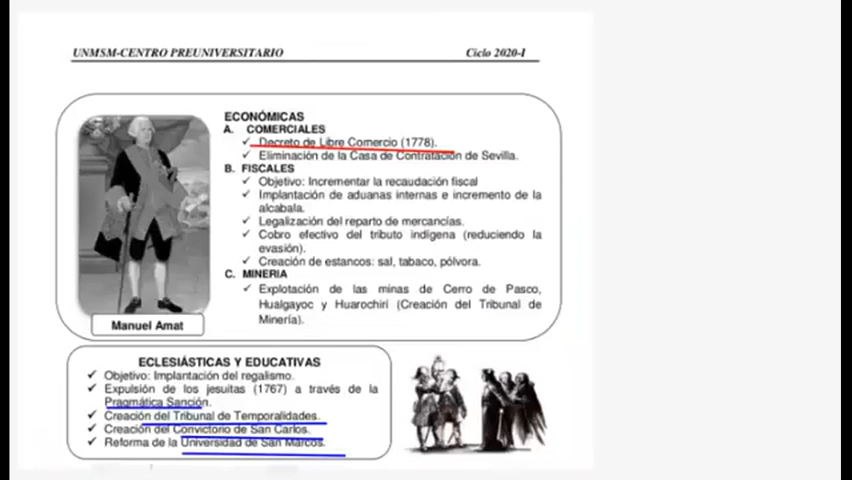 UNMSM-CENTRO PREUNIVERSITARIO Ciclo 2020-I
ECONÓMICAS
A. COMERCIALES
✓ Decreto de Libre Comercio (1778).
✓ Eliminación de la Casa de Contratación de Sevilla.
B. FISCALES
✓ Objetivo: Incrementar la recaudación fiscal
✓ Implantación de aduanas internas e incremento de la
alcabala.
✓ Legalización del reparto de mercancías.
✓ Cobro efectivo del tributo indígena (reduciendo la
evasión).
✓ Creación de estancos: sal, tabaco, pólvora.
C. MINERIA
✓ Explotación de las minas de Cerro de Pasco,
Hualgayoc y Huarochirí (Creación del Tribunal de
Minería).
Manuel Amat
ECLESIÁSTICAS Y EDUCATIVAS
✓ Objetivo: Implantación del regalismo.
✓ Expulsión de los jesuitas (1767) a través de la
Pragmática Sanción.
✓ Creación del Tribunal de Temporalidades.
✓ Creación del Convictorio de San Carlos.
✓ Reforma de la Universidad de San Marcos.